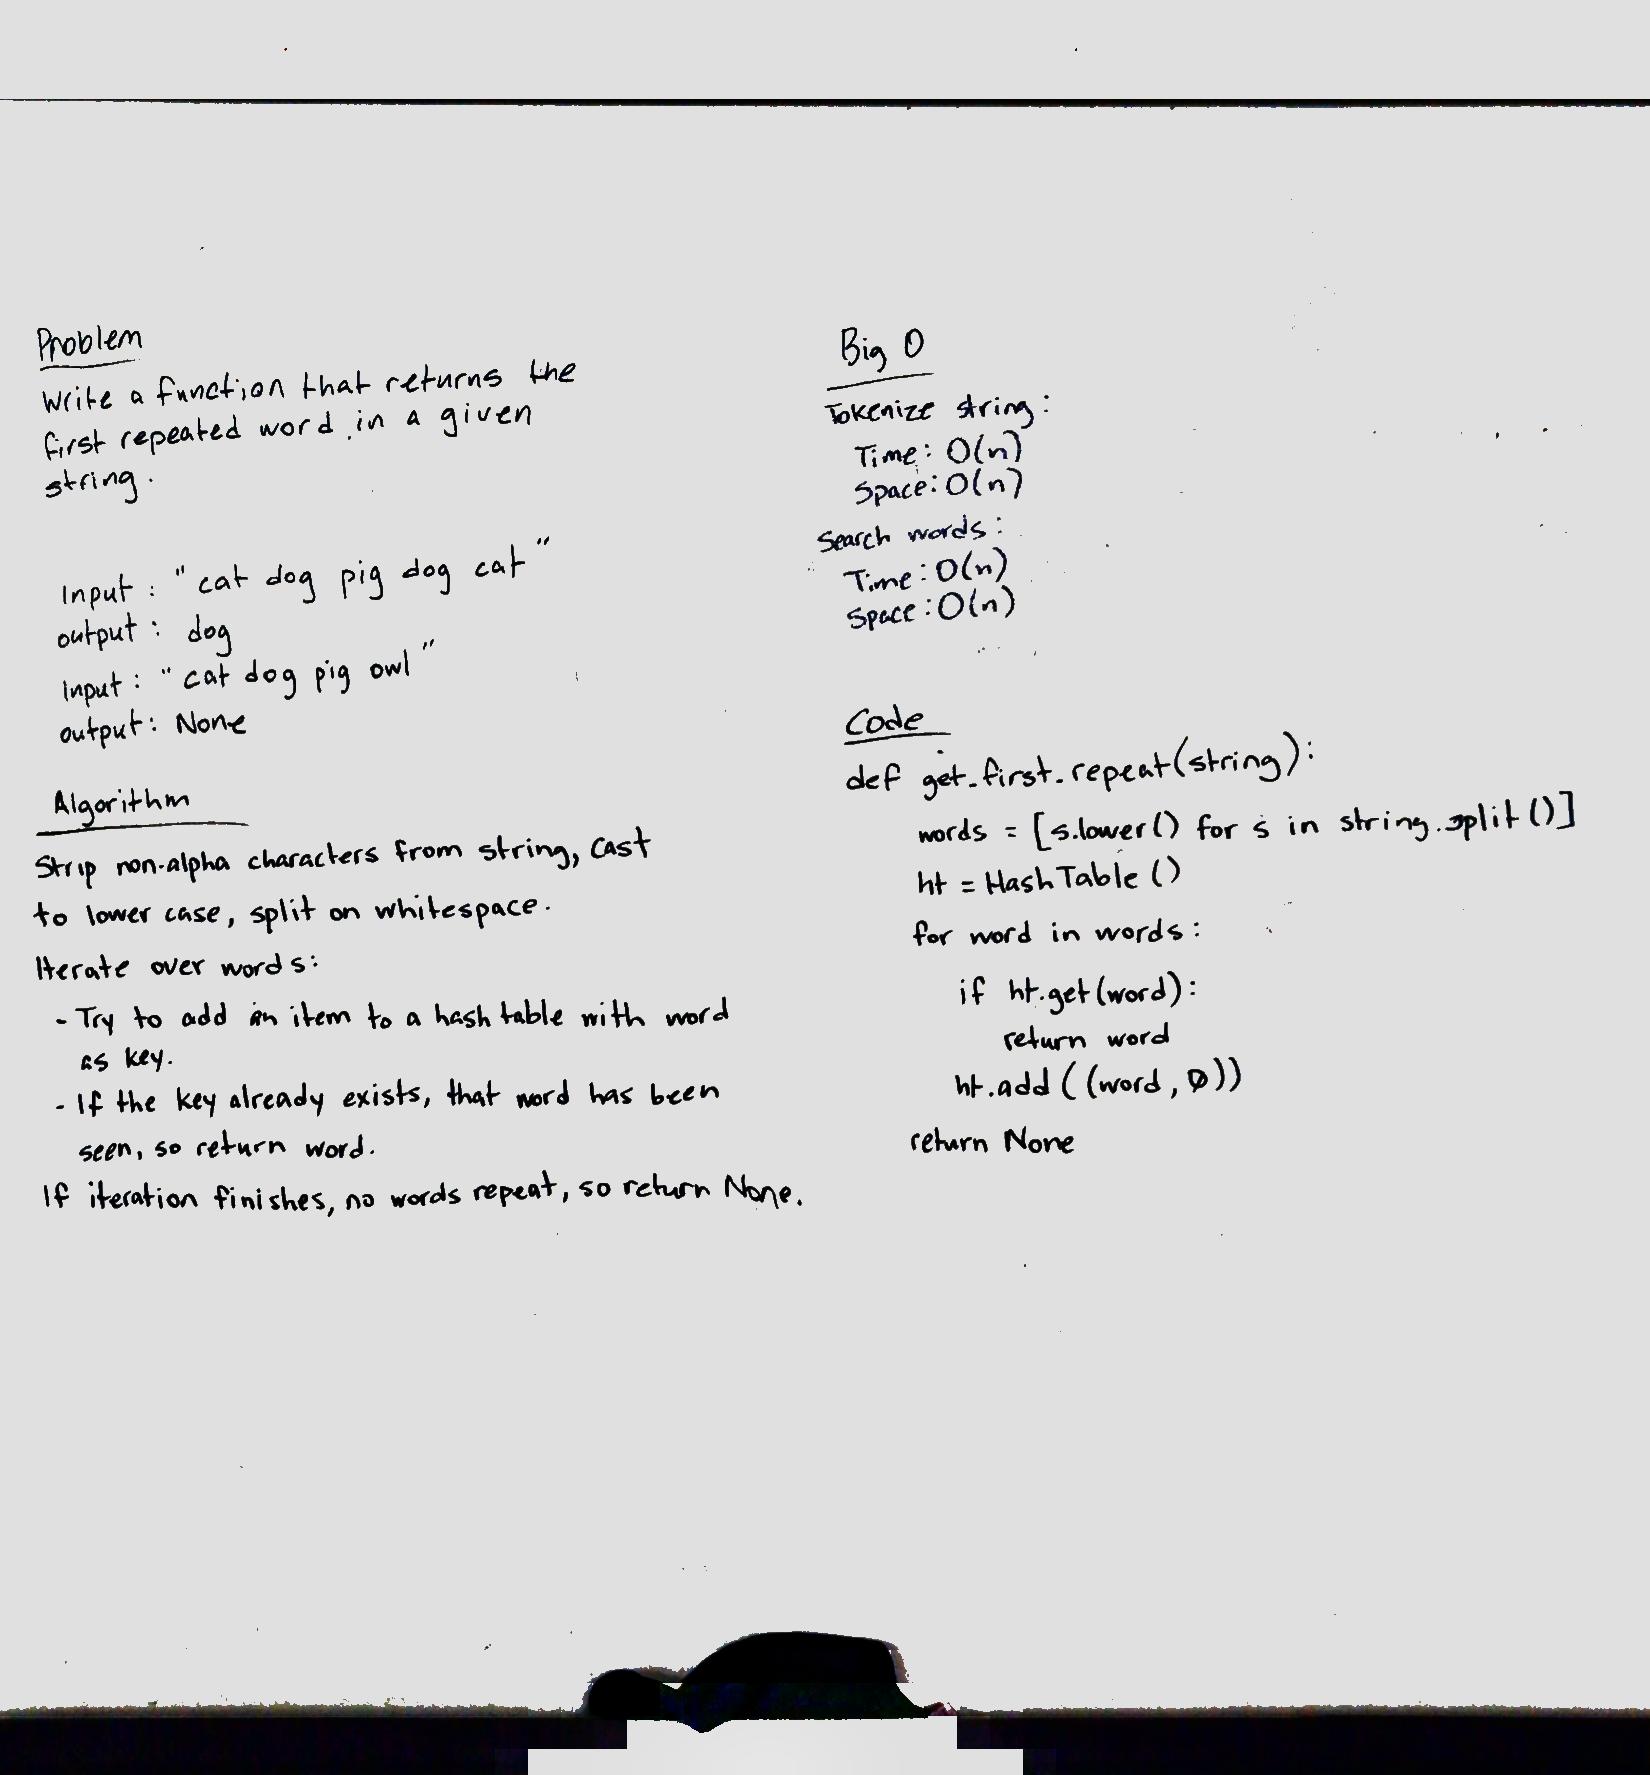 Problem
Write a function that returns the
first repeated word in a given
string.
Input : "cat dog pig dog cat"
output : dog
Input : "cat dog pig owl"
output : None
Algorithm
Strip non-alpha characters from string, cast
to lower case, split on whitespace.
Iterate over words:
- Try to add an item to a hash table with word
as key.
- If the key already exists, that word has been
seen, so return word.
If iteration finishes, no words repeat, so return None.
Big O
Tokenize string:
Time: O(n)
Space: O(n)
Search words:
Time: O(n)
Space: O(n)
Code
def get_first_repeat(string):
words = [s.lower() for s in string.split()]
ht = HashTable()
for word in words:
if ht.get(word):
return word
ht.add((word, 0))
return None